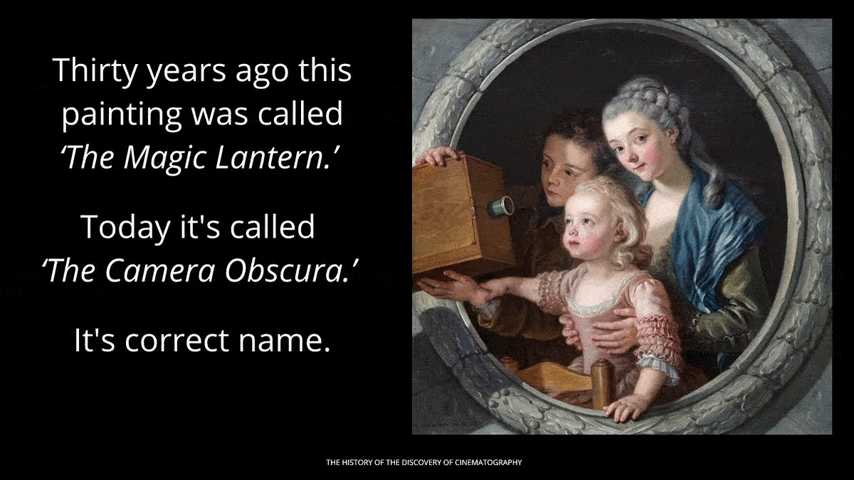 Thirty years ago this
painting was called
‘The Magic Lantern.’
Today it's called
‘The Camera Obscura.’
It's correct name.
THE HISTORY OF THE DISCOVERY OF CINEMATOGRAPHY